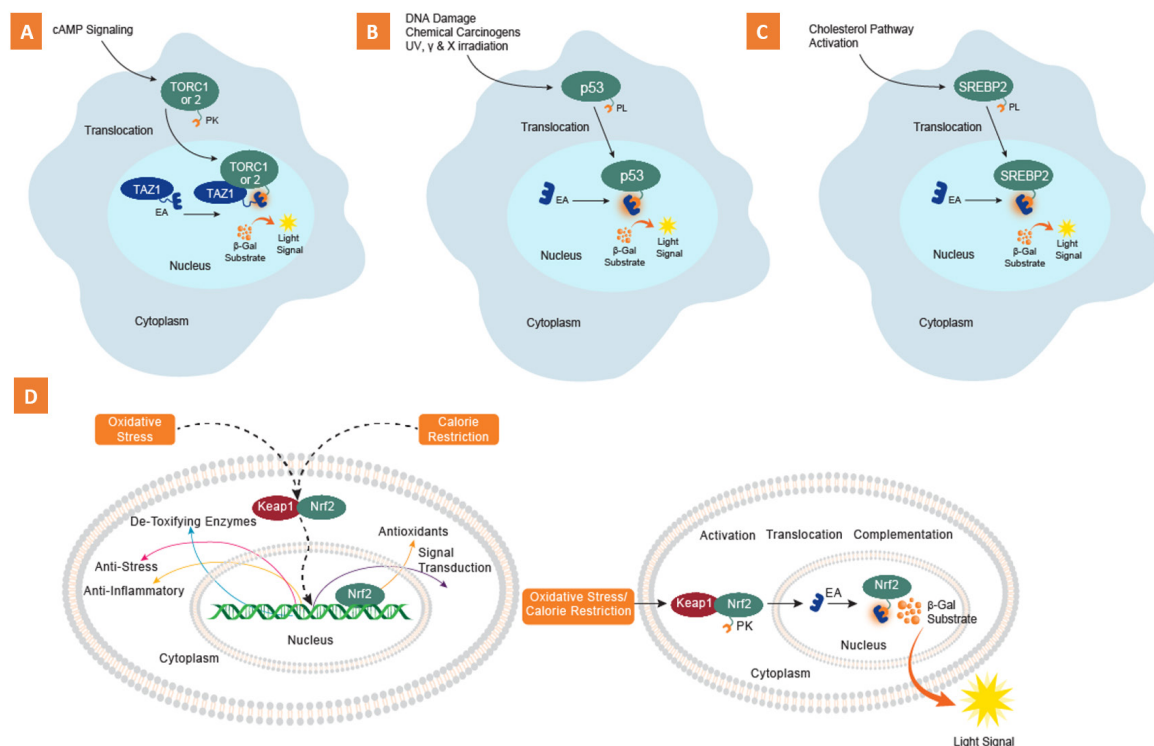 A
cAMP Signaling
TORC1
or 2
PK
Translocation
TORC1
or 2
TAZ1
TAZ1
EA
β-Gal
Substrate
Light
Signal
Nucleus
Cytoplasm
B
DNA Damage
Chemical Carcinogens
UV, γ & X irradiation
p53
PL
Translocation
p53
EA
β-Gal
Substrate
Light
Signal
Nucleus
Cytoplasm
C
Cholesterol Pathway
Activation
SREBP2
PL
Translocation
SREBP2
EA
β-Gal
Substrate
Light
Signal
Nucleus
Cytoplasm
D
Oxidative
Stress
Calorie
Restriction
Keap1
Nrf2
De-Toxifying Enzymes
Antioxidants
Signal
Transduction
Anti-Stress
Anti-Inflammatory
Nrf2
Nucleus
Cytoplasm
Oxidative Stress/
Calorie Restriction
Activation
Translocation
Complementation
Keap1
Nrf2
PK
EA
Nrf2
β-Gal
Substrate
Nucleus
Cytoplasm
Light Signal